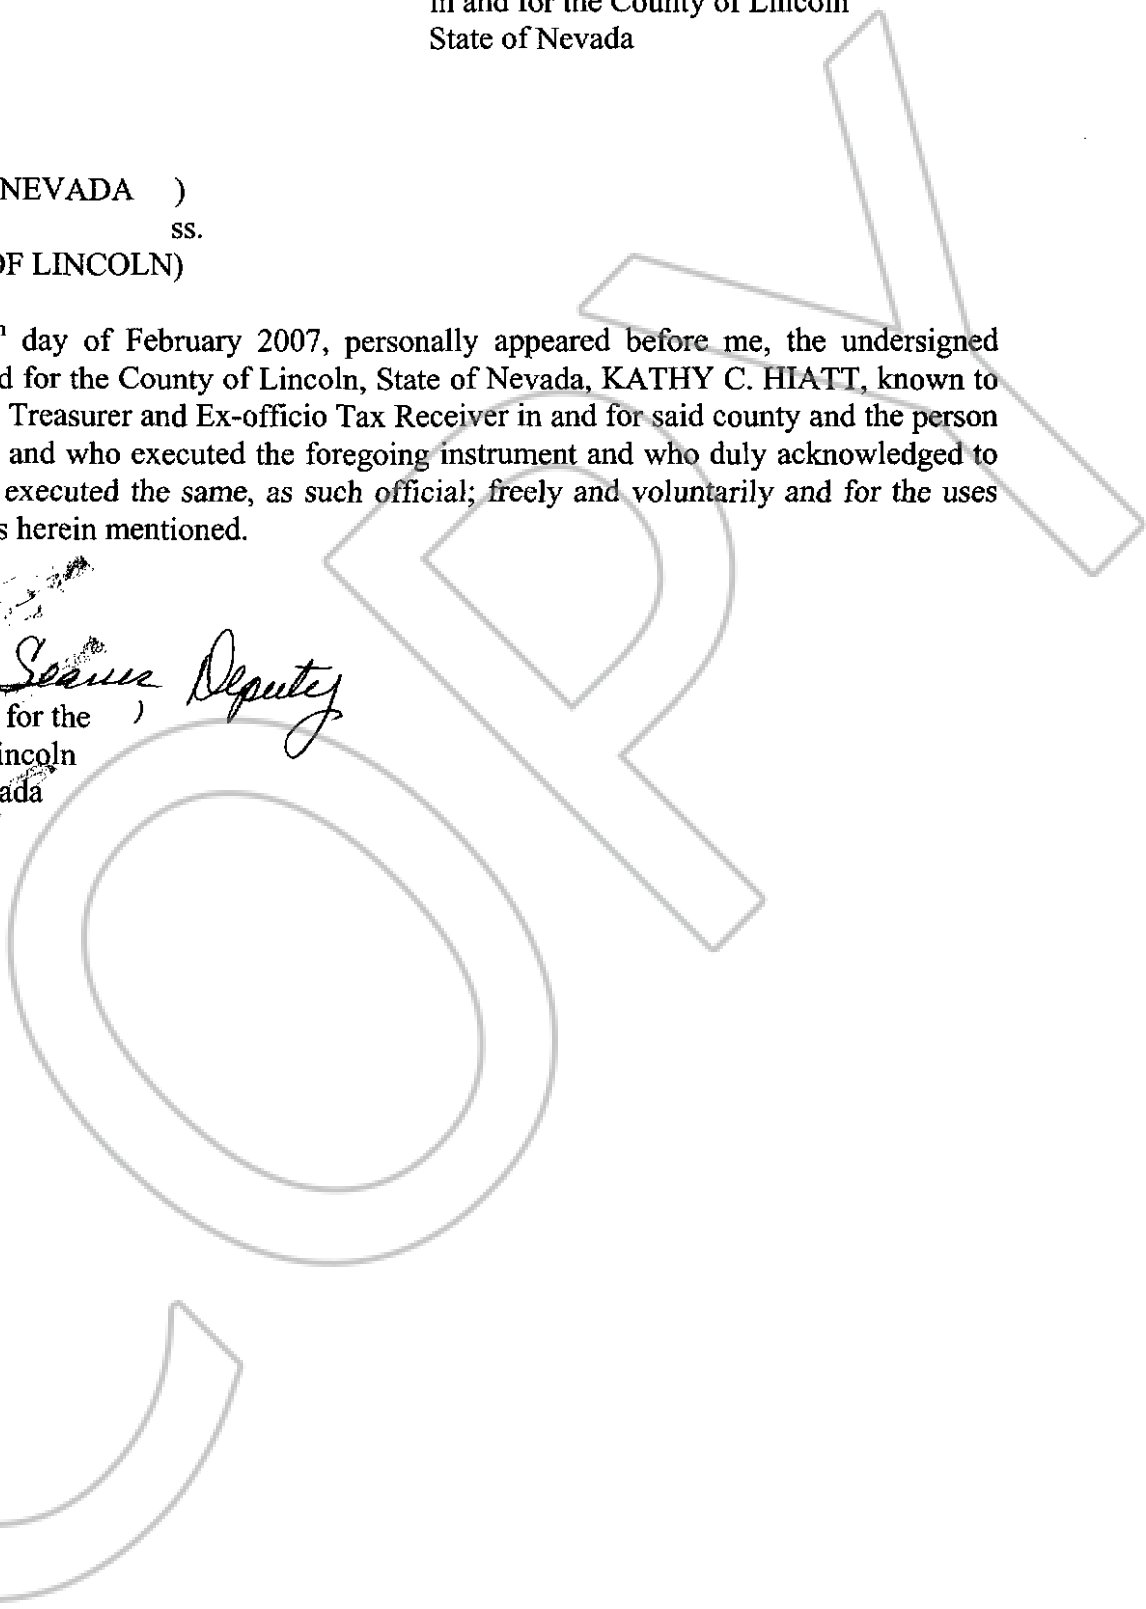 in and for the County of Lincoln
State of Nevada
NEVADA )
ss.
OF LINCOLN)
day of February 2007, personally appeared before me, the undersigned
d for the County of Lincoln, State of Nevada, KATHY C. HIATT, known to
Treasurer and Ex-officio Tax Receiver in and for said county and the person
and who executed the foregoing instrument and who duly acknowledged to
executed the same, as such official; freely and voluntarily and for the uses
s herein mentioned.
Deputy
for the )
incoln
ada
COPY